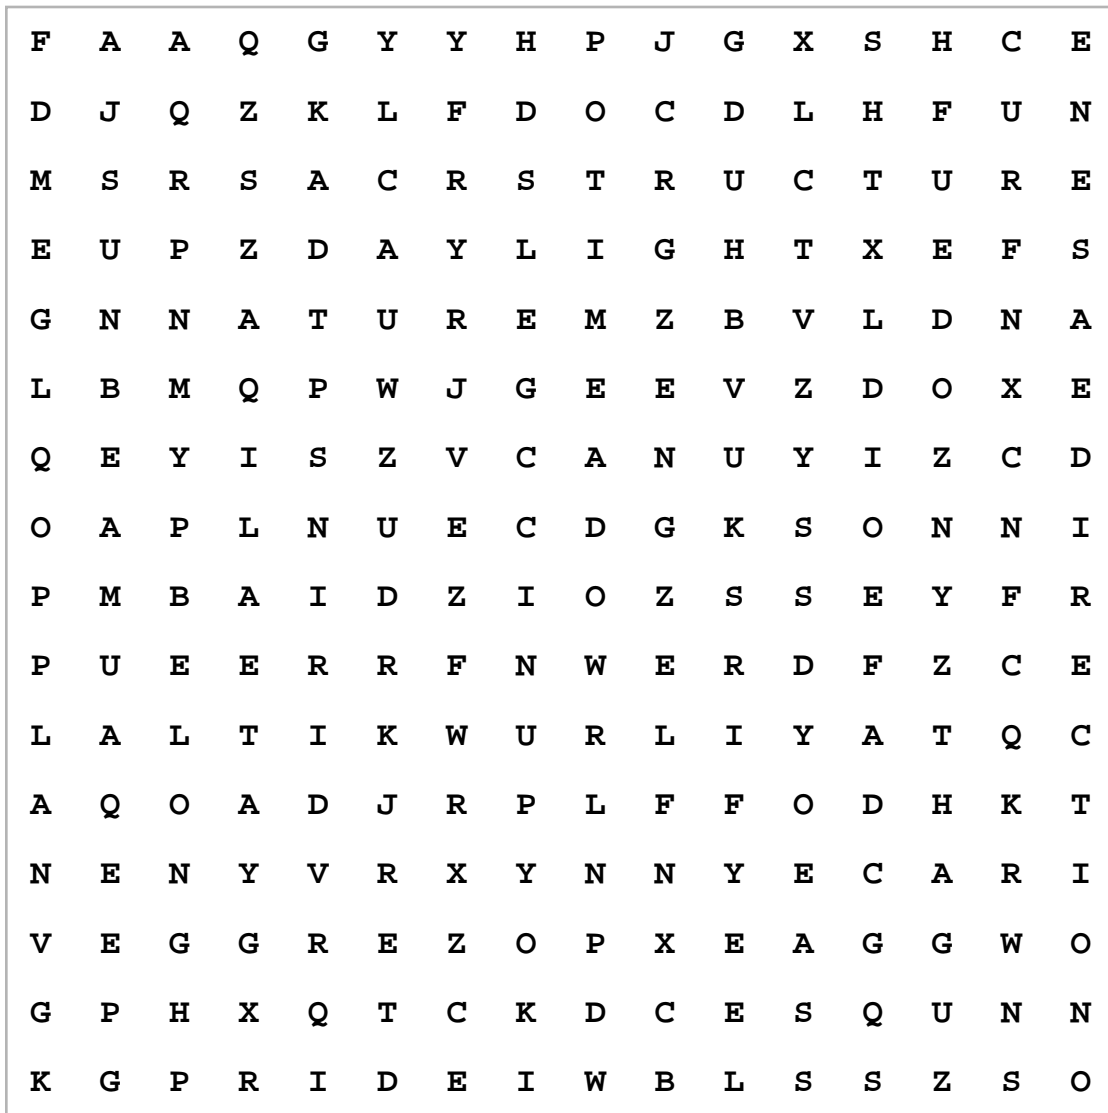 F A A Q G Y Y H P J G X S H C E
D J Q Z K L F D O C D L H F U N
M S R S A C R S T R U C T U R E
E U P Z D A Y L I G H T X E F S
G N N A T U R E M Z B V L D N A
L B M Q P W J G E E V Z D O X E
Q E Y I S Z V C A N U Y I Z C D
O A P L N U E C D G K S O N N I
P M B A I D Z I O Z S S E Y F R
P U E E R R F N W E R D F Z C E
L A L T I K W U R L I Y A T Q C
A Q O A D J R P L F F O D H K T
N E N Y V R X Y N N Y E C A R I
V E G G R E Z O P X E A G G W O
G P H X Q T C K D C E S Q U N N
K G P R I D E I W B L S S Z S O